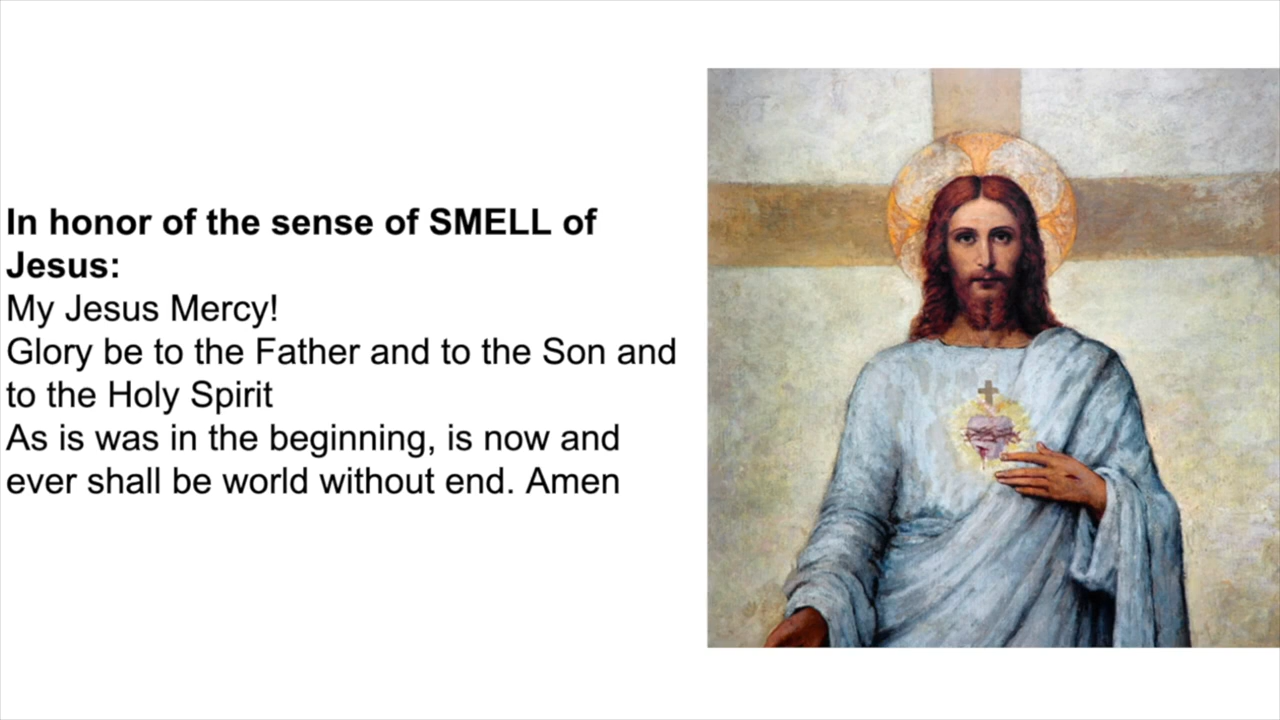 In honor of the sense of SMELL of
Jesus:
My Jesus Mercy!
Glory be to the Father and to the Son and
to the Holy Spirit
As is was in the beginning, is now and
ever shall be world without end. Amen